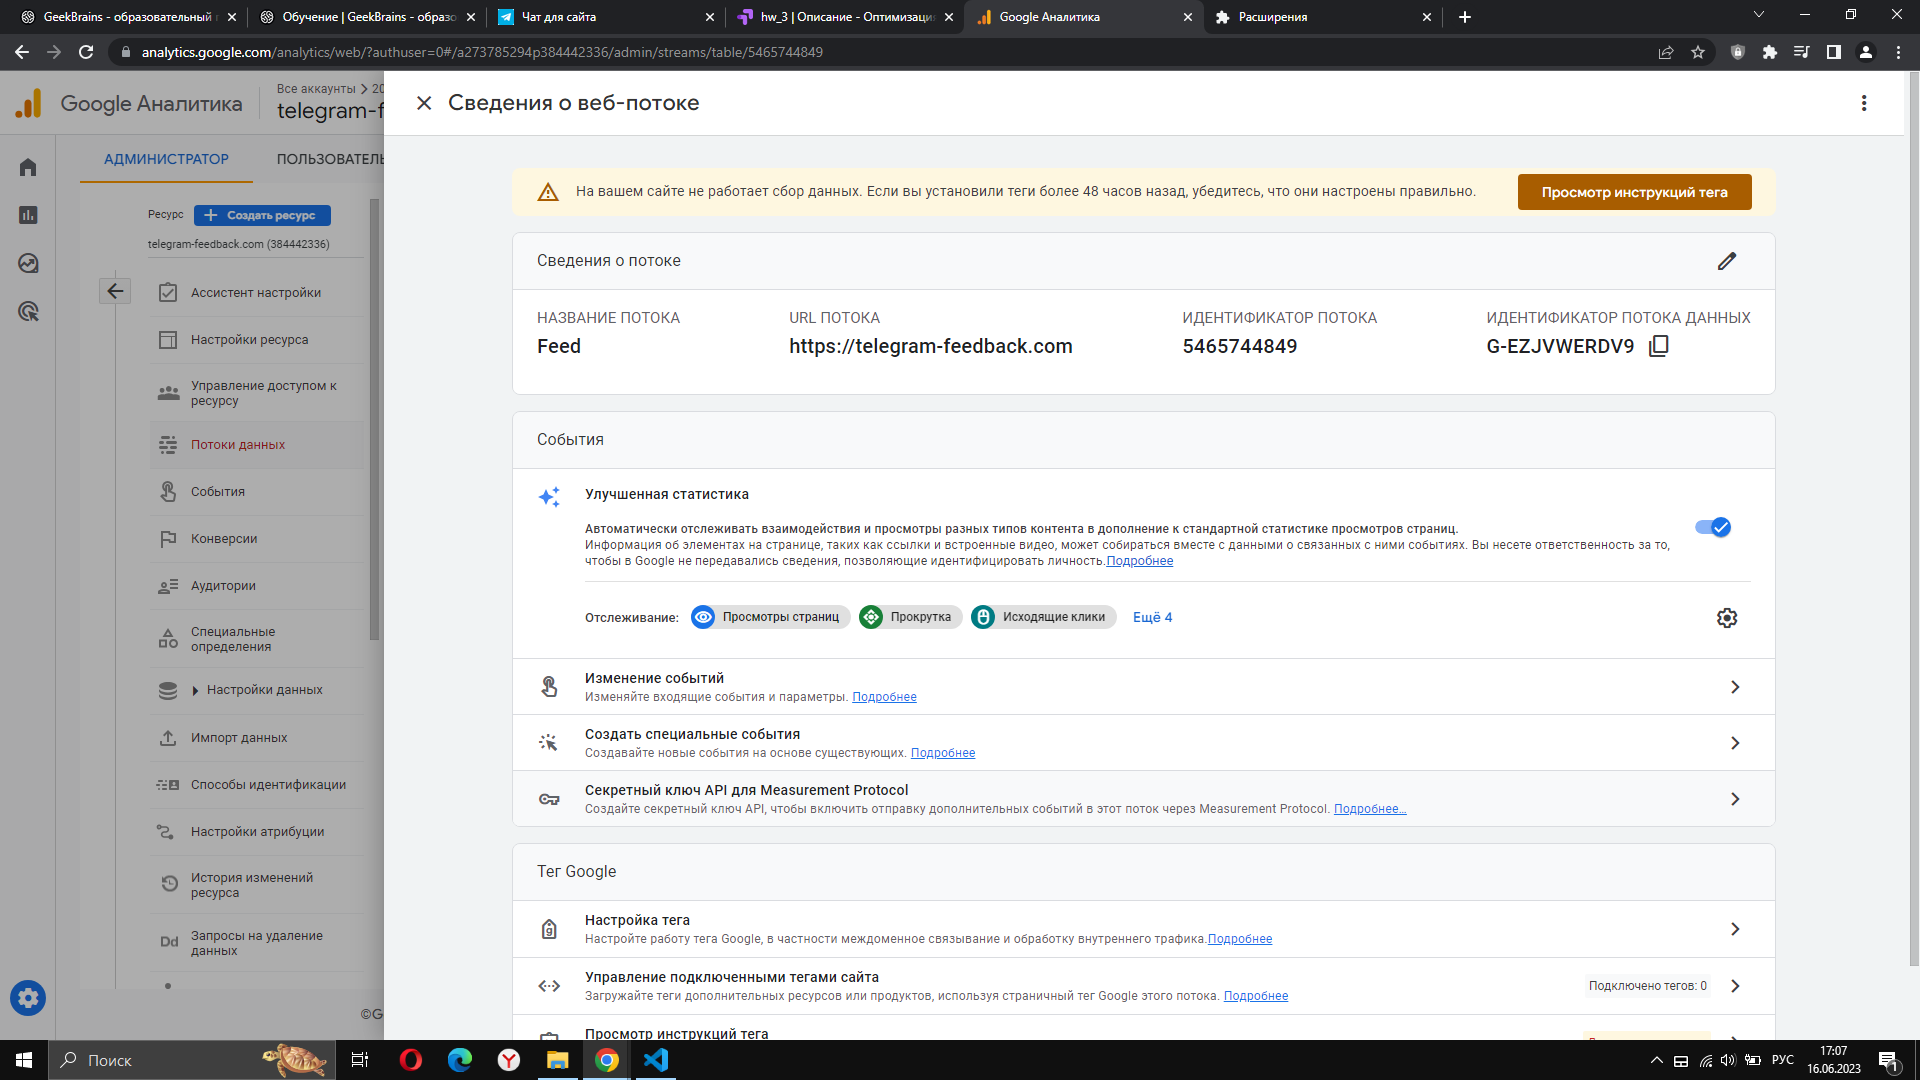 GeekBrains - образовательный
Обучение | GeekBrains - образо
Чат для сайта
hw_3 | Описание - Оптимизация
Google Аналитика
Расширения
analytics.google.com/analytics/web/?authuser=0#/a273785294p384442336/admin/streams/table/5465744849
Google Аналитика
Все аккаунты > 20
telegram-f
Сведения о веб-потоке
АДМИНИСТРАТОР
ПОЛЬЗОВАТЕЛЬ
На вашем сайте не работает сбор данных. Если вы установили теги более 48 часов назад, убедитесь, что они настроены правильно.
Просмотр инструкций тега
Ресурс
Создать ресурс
telegram-feedback.com (384442336)
Ассистент настройки
Настройки ресурса
Управление доступом к
ресурсу
Потоки данных
События
Конверсии
Аудитории
Специальные
определения
Настройки данных
Импорт данных
Способы идентификации
Настройки атрибуции
История изменений
ресурса
Dd
Запросы на удаление
данных
©G
Сведения о потоке
НАЗВАНИЕ ПОТОКА
Feed
URL ПОТОКА
https://telegram-feedback.com
ИДЕНТИФИКАТОР ПОТОКА
5465744849
ИДЕНТИФИКАТОР ПОТОКА ДАННЫХ
G-EZJVWERDV9
События
Улучшенная статистика
Автоматически отслеживать взаимодействия и просмотры разных типов контента в дополнение к стандартной статистике просмотров страниц.
Информация об элементах на странице, таких как ссылки и встроенные видео, может собираться вместе с данными о связанных с ними событиях. Вы несете ответственность за то,
чтобы в Google не передавались сведения, позволяющие идентифицировать личность.Подробнее
Отслеживание:
Просмотры страниц
Прокрутка
Исходящие клики
Ещё 4
Изменение событий
Изменяйте входящие события и параметры. Подробнее
Создать специальные события
Создавайте новые события на основе существующих. Подробнее
Секретный ключ API для Measurement Protocol
Создайте секретный ключ API, чтобы включить отправку дополнительных событий в этот поток через Measurement Protocol. Подробнее...
Тег Google
Настройка тега
Настройте работу тега Google, в частности междоменное связывание и обработку внутреннего трафика.Подробнее
Управление подключенными тегами сайта
Загружайте теги дополнительных ресурсов или продуктов, используя страничный тег Google этого потока. Подробнее
Подключено тегов: 0
Просмотр инструкций тега
Поиск
РУС
17:07
16.06.2023
1